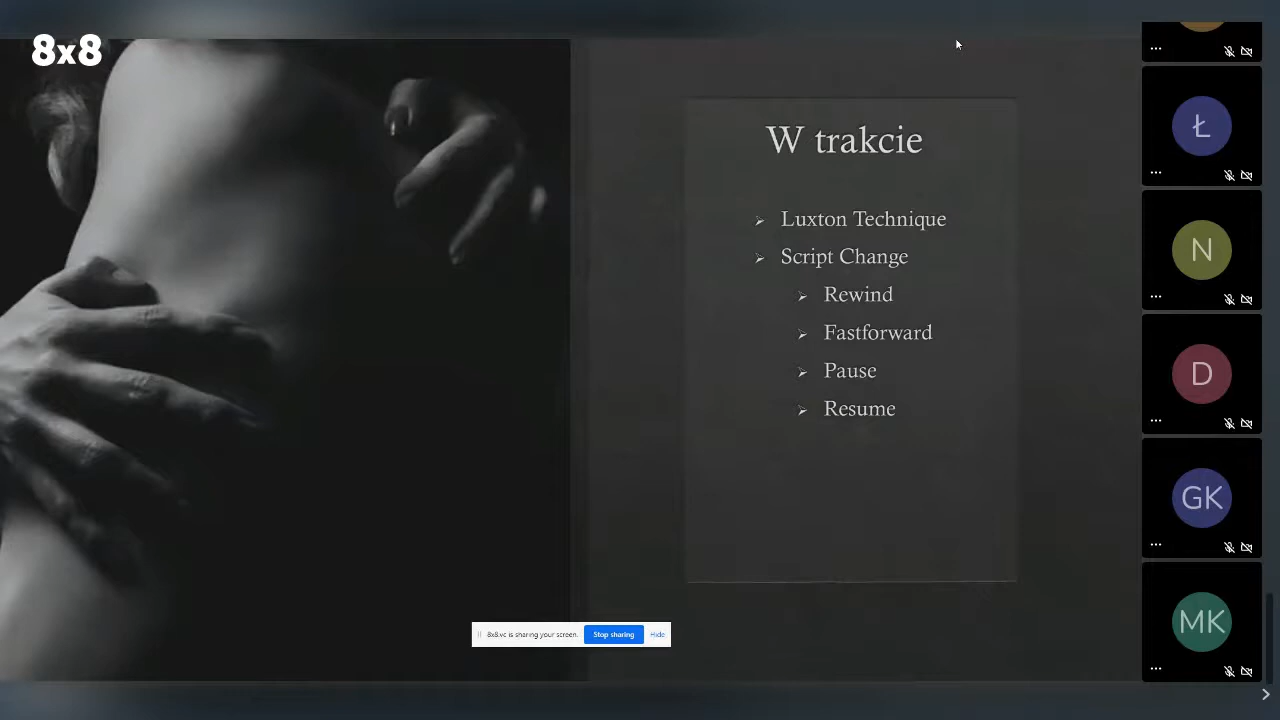 8x8
W trakcie
Luxton Technique
Script Change
Rewind
Fastforward
Pause
Resume
8x8.vc is sharing your screen.
Stop sharing
Hide
Ł
N
D
GK
MK